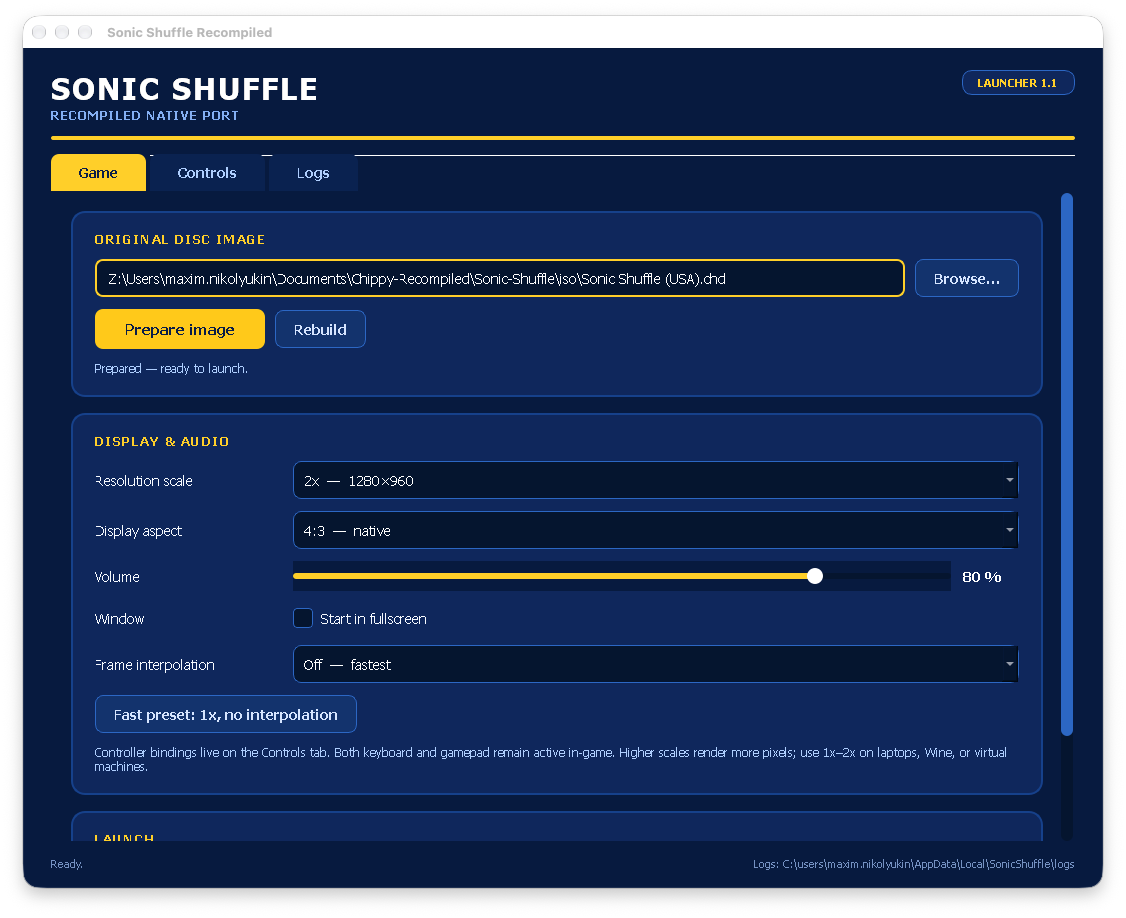 Sonic Shuffle Recompiled
SONIC SHUFFLE
LAUNCHER 1.1
RECOMPILED NATIVE PORT
Game
Controls
Logs
ORIGINAL DISC IMAGE
Z:\Users\maxim.nikolyukin\Documents\Chippy-Recompiled\Sonic-Shuffle\iso\Sonic Shuffle (USA).chd
Browse...
Prepare image
Rebuild
Prepared — ready to launch.
DISPLAY & AUDIO
Resolution scale
2x — 1280×960
Display aspect
4:3 — native
Volume
80 %
Window
Start in fullscreen
Frame interpolation
Off — fastest
Fast preset: 1x, no interpolation
Controller bindings live on the Controls tab. Both keyboard and gamepad remain active in-game. Higher scales render more pixels; use 1x–2x on laptops, Wine, or virtual
machines.
LAUNCH
Ready.
Logs: C:\users\maxim.nikolyukin\AppData\Local\SonicShuffle\logs